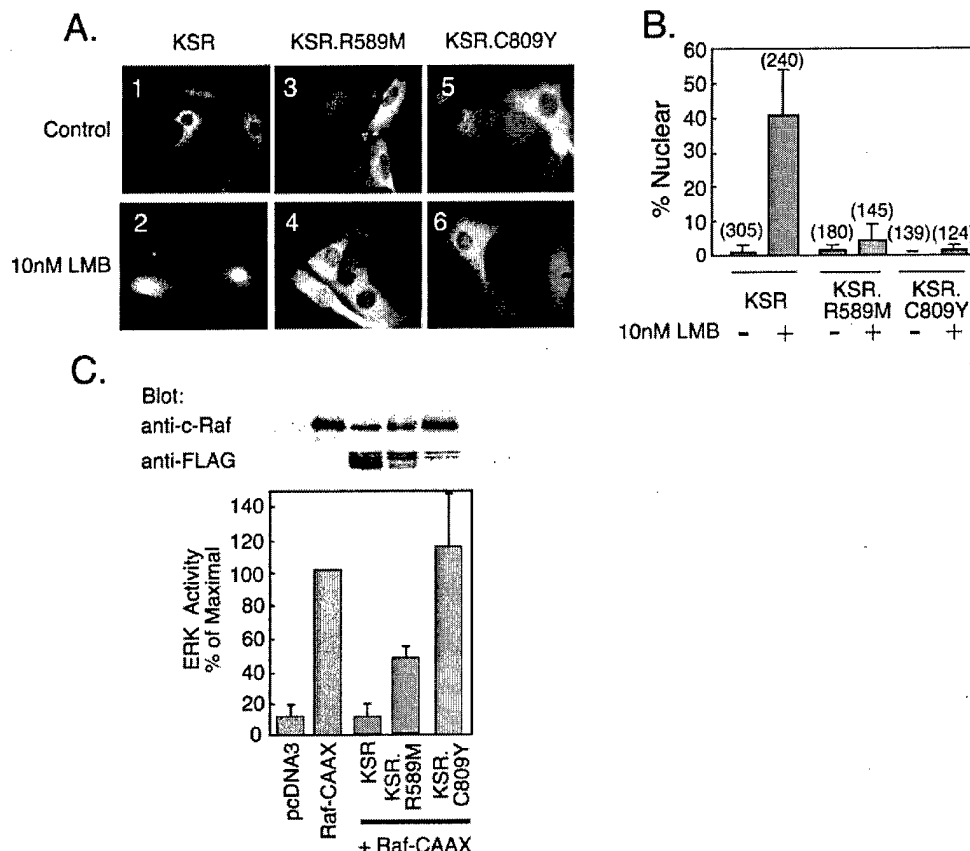 A.
KSR KSR.R589M KSR.C809Y
Control
1 3 5
10nM LMB
2 4 6
B.
% Nuclear
60
50
40
30
20
10
0
(305) (240) (180) (145) (139) (124)
KSR KSR.R589M KSR.C809Y
10nM LMB - + - + - +
C.
Blot:
anti-c-Raf
anti-FLAG
ERK Activity
% of Maximal
140
120
100
80
60
40
20
0
pcDNA3
Raf-CAAX
KSR
KSR.R589M
KSR.C809Y
+ Raf-CAAX